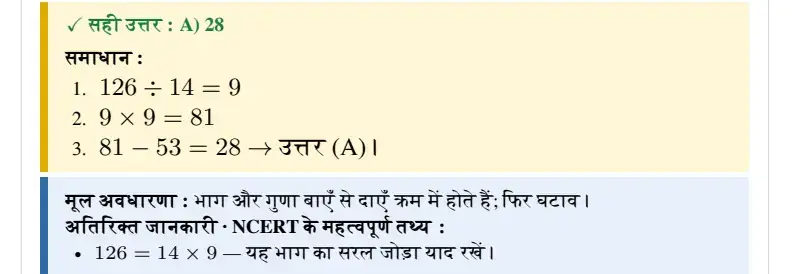 ✓ सही उत्तर : A) 28
समाधान :
1. 126 ÷ 14 = 9
2. 9 × 9 = 81
3. 81 − 53 = 28 → उत्तर (A)।
मूल अवधारणा : भाग और गुणा बाएँ से दाएँ क्रम में होते हैं; फिर घटाव।
अतिरिक्त जानकारी · NCERT के महत्वपूर्ण तथ्य :
• 126 = 14 × 9 — यह भाग का सरल जोड़ा याद रखें।